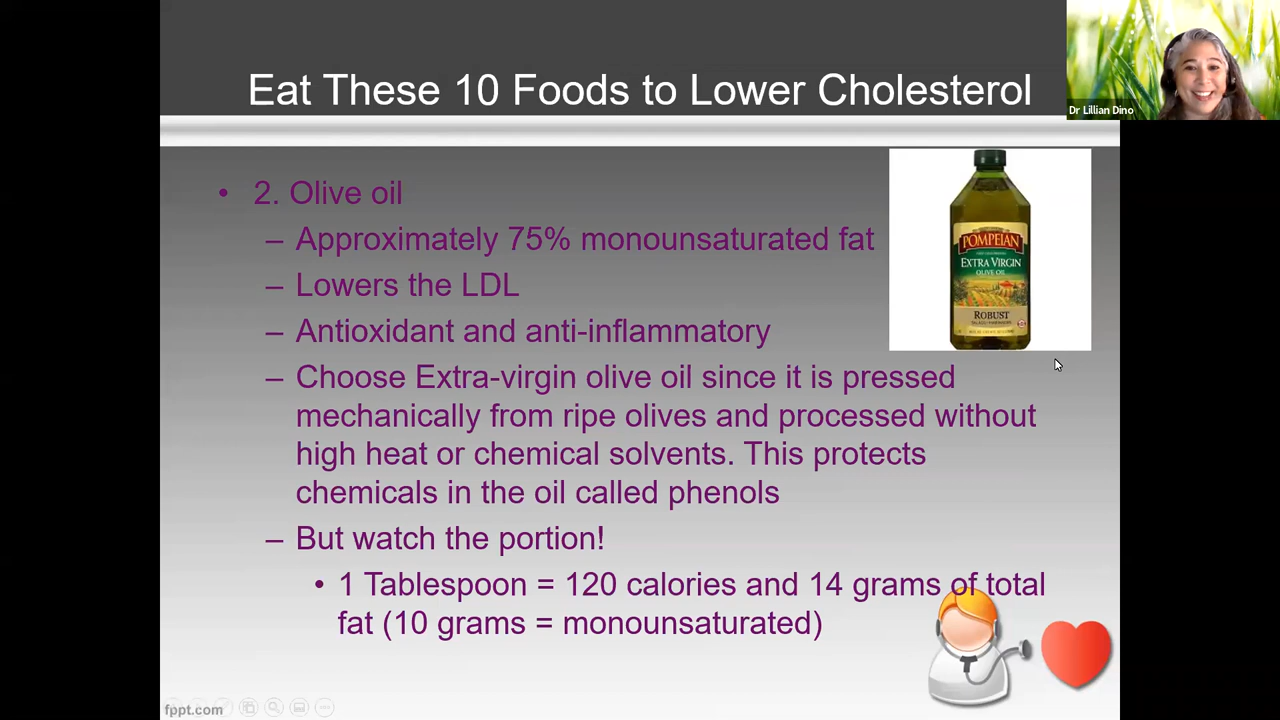 Eat These 10 Foods to Lower Cholesterol
Dr Lillian Dino
• 2. Olive oil
– Approximately 75% monounsaturated fat
– Lowers the LDL
– Antioxidant and anti-inflammatory
– Choose Extra-virgin olive oil since it is pressed
mechanically from ripe olives and processed without
high heat or chemical solvents. This protects
chemicals in the oil called phenols
– But watch the portion!
• 1 Tablespoon = 120 calories and 14 grams of total
fat (10 grams = monounsaturated)
POMPEIAN
EXTRA VIRGIN
OLIVE OIL
ROBUST
fppt.com